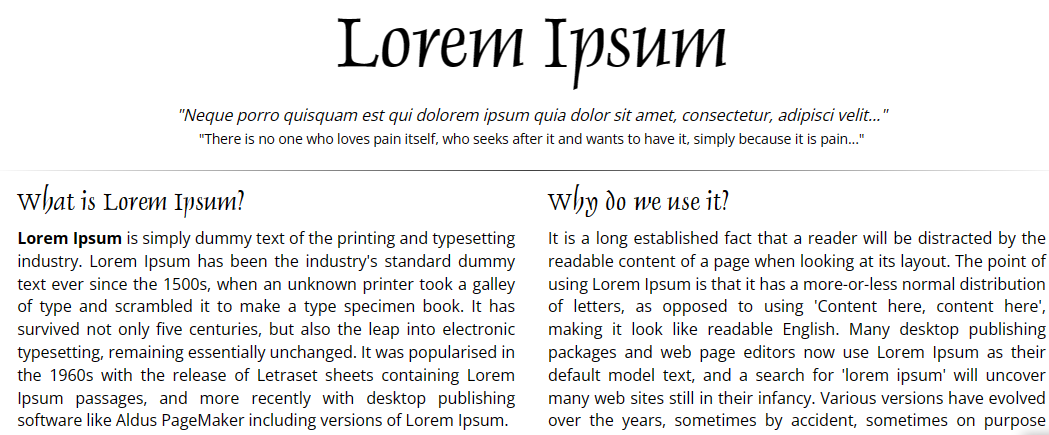 Lorem Ipsum
"Neque porro quisquam est qui dolorem ipsum quia dolor sit amet, consectetur, adipisci velit..."
"There is no one who loves pain itself, who seeks after it and wants to have it, simply because it is pain..."
What is Lorem Ipsum?
Lorem Ipsum is simply dummy text of the printing and typesetting
industry. Lorem Ipsum has been the industry's standard dummy
text ever since the 1500s, when an unknown printer took a galley
of type and scrambled it to make a type specimen book. It has
survived not only five centuries, but also the leap into electronic
typesetting, remaining essentially unchanged. It was popularised in
the 1960s with the release of Letraset sheets containing Lorem
Ipsum passages, and more recently with desktop publishing
software like Aldus PageMaker including versions of Lorem Ipsum.
Why do we use it?
It is a long established fact that a reader will be distracted by the
readable content of a page when looking at its layout. The point of
using Lorem Ipsum is that it has a more-or-less normal distribution
of letters, as opposed to using 'Content here, content here',
making it look like readable English. Many desktop publishing
packages and web page editors now use Lorem Ipsum as their
default model text, and a search for 'lorem ipsum' will uncover
many web sites still in their infancy. Various versions have evolved
over the years, sometimes by accident, sometimes on purpose